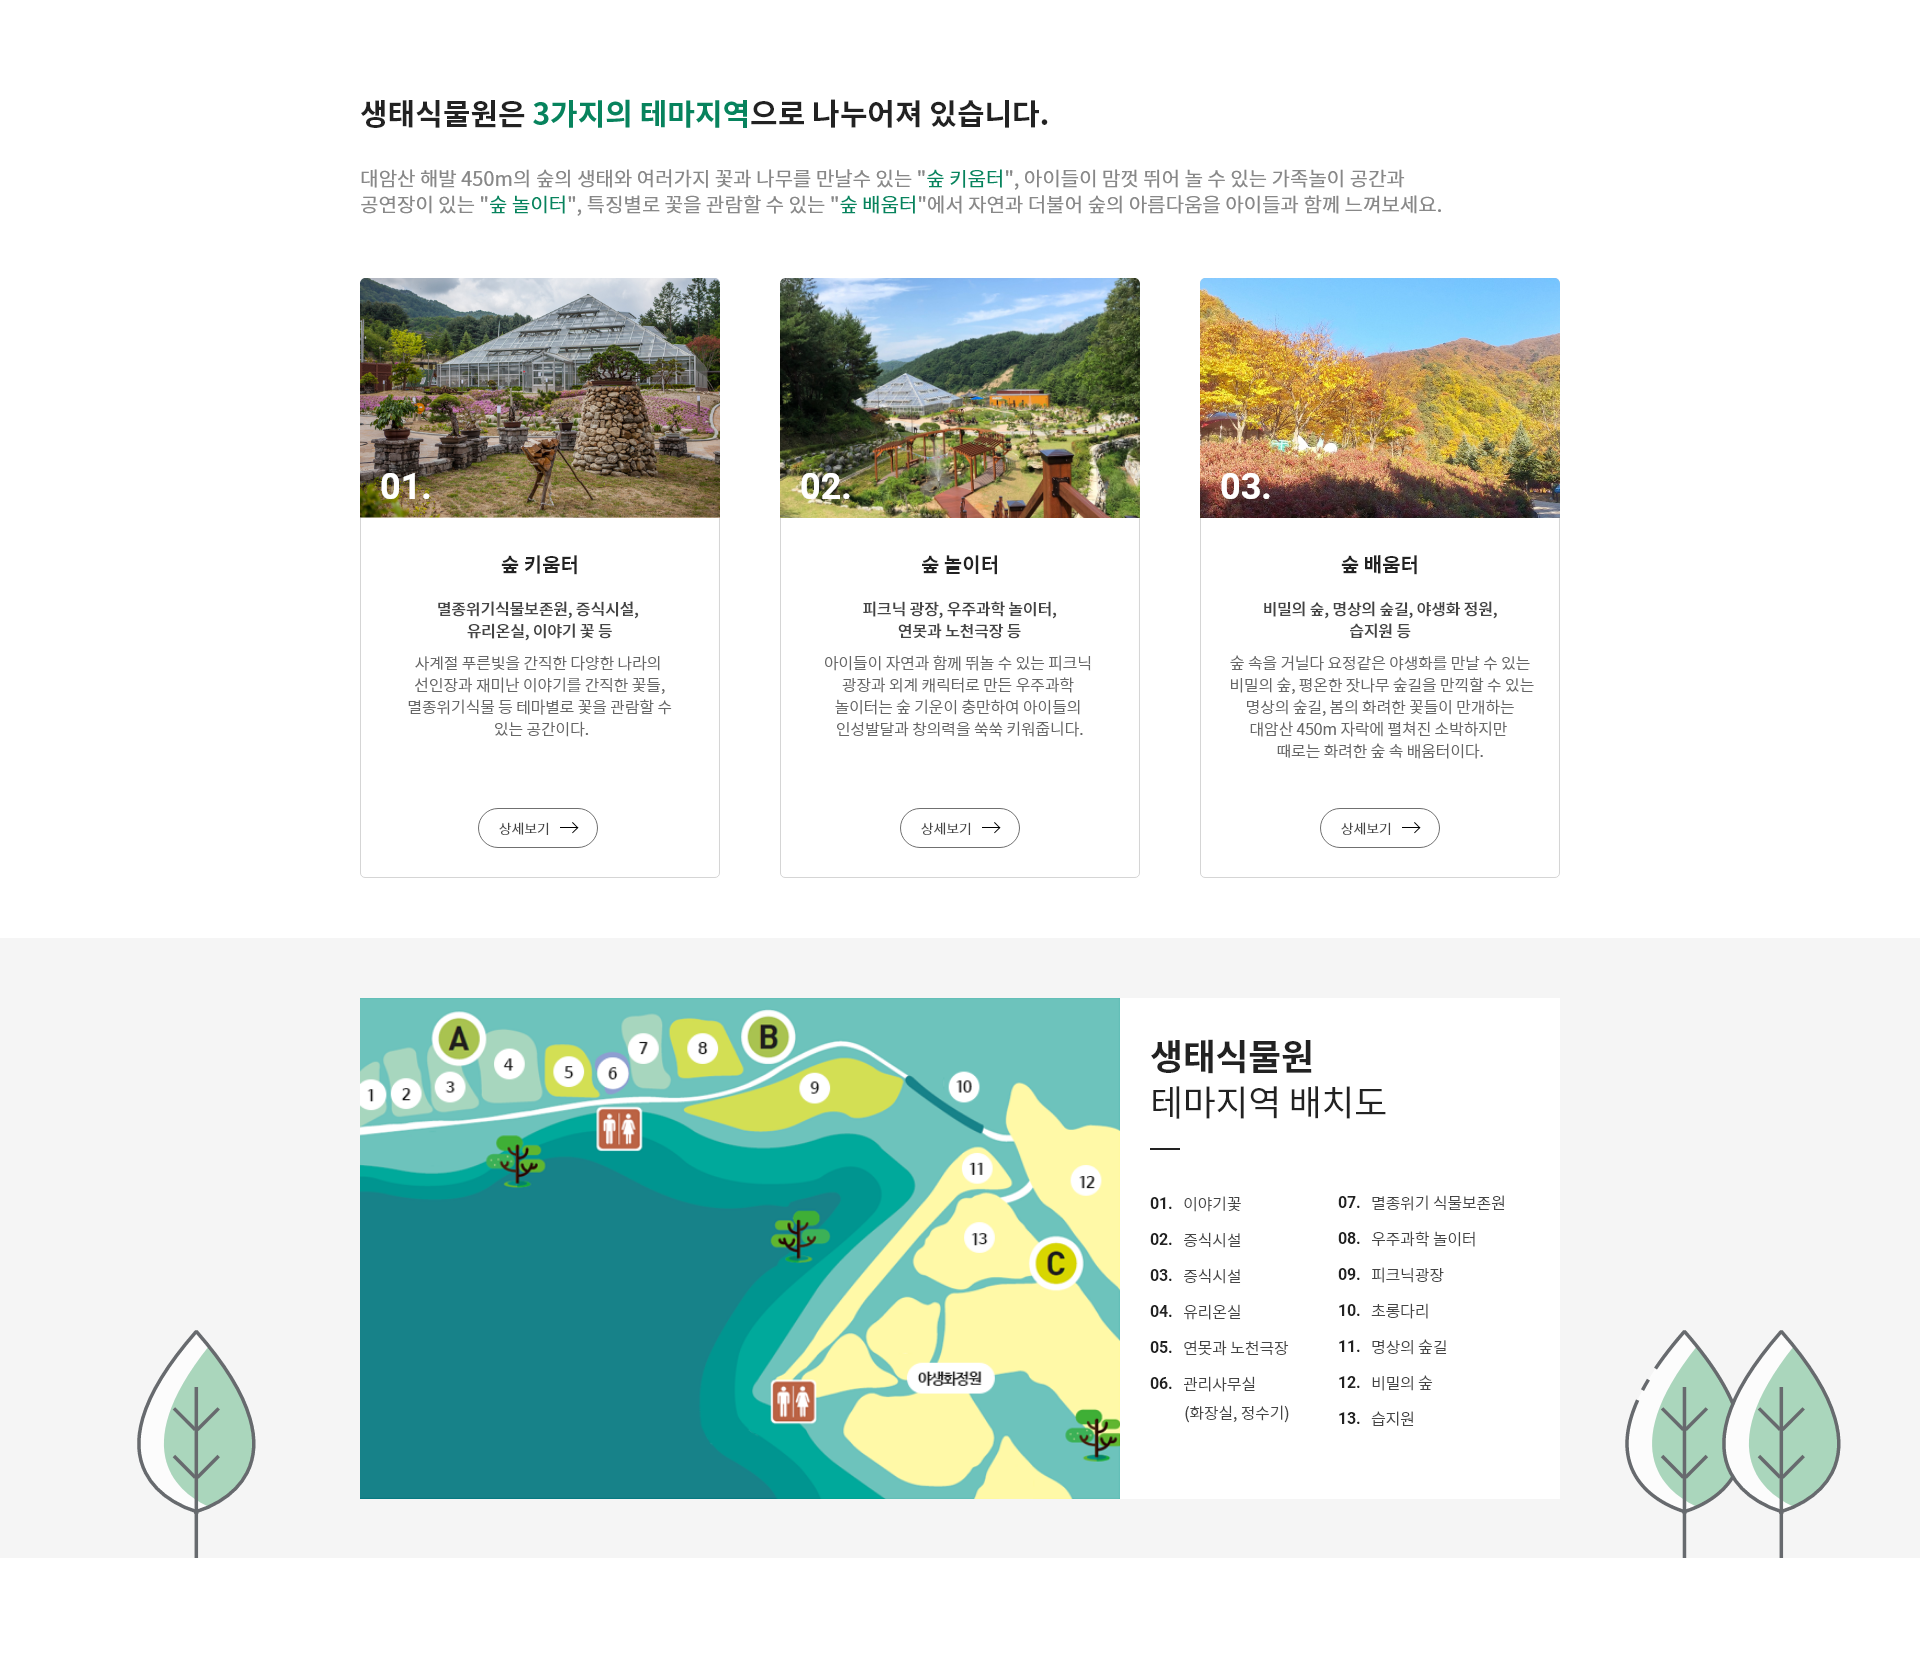 생태식물원은 3가지의 테마지역으로 나누어져 있습니다.
대암산 해발 450m의 숲의 생태와 여러가지 꽃과 나무를 만날수 있는 "숲 키움터", 아이들이 맘껏 뛰어 놀 수 있는 가족놀이 공간과
공연장이 있는 "숲 놀이터", 특징별로 꽃을 관람할 수 있는 "숲 배움터"에서 자연과 더불어 숲의 아름다움을 아이들과 함께 느껴보세요.
01.
숲 키움터
멸종위기식물보존원, 증식시설,
유리온실, 이야기 꽃 등
사계절 푸른빛을 간직한 다양한 나라의
선인장과 재미난 이야기를 간직한 꽃들,
멸종위기식물 등 테마별로 꽃을 관람할 수
있는 공간이다.
상세보기
02.
숲 놀이터
피크닉 광장, 우주과학 놀이터,
연못과 노천극장 등
아이들이 자연과 함께 뛰놀 수 있는 피크닉
광장과 외계 캐릭터로 만든 우주과학
놀이터는 숲 기운이 충만하여 아이들의
인성발달과 창의력을 쑥쑥 키워줍니다.
상세보기
03.
숲 배움터
비밀의 숲, 명상의 숲길, 야생화 정원,
습지원 등
숲 속을 거닐다 요정같은 야생화를 만날 수 있는
비밀의 숲, 평온한 잣나무 숲길을 만끽할 수 있는
명상의 숲길, 봄의 화려한 꽃들이 만개하는
대암산 450m 자락에 펼쳐진 소박하지만
때로는 화려한 숲 속 배움터이다.
상세보기
A
B
C
1
2
3
4
5
6
7
8
9
10
11
12
13
야생화정원
생태식물원
테마지역 배치도
01. 이야기꽃
02. 증식시설
03. 증식시설
04. 유리온실
05. 연못과 노천극장
06. 관리사무실
(화장실, 정수기)
07. 멸종위기 식물보존원
08. 우주과학 놀이터
09. 피크닉광장
10. 초롱다리
11. 명상의 숲길
12. 비밀의 숲
13. 습지원